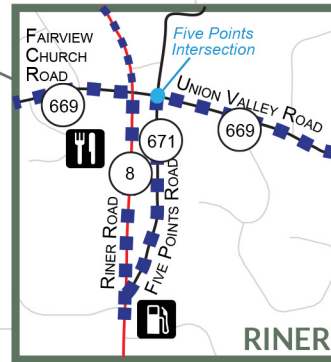 FAIRVIEW
CHURCH
ROAD
Five Points
Intersection
UNION VALLEY ROAD
669
671
669
8
RINER ROAD
FIVE POINTS ROAD
RINER